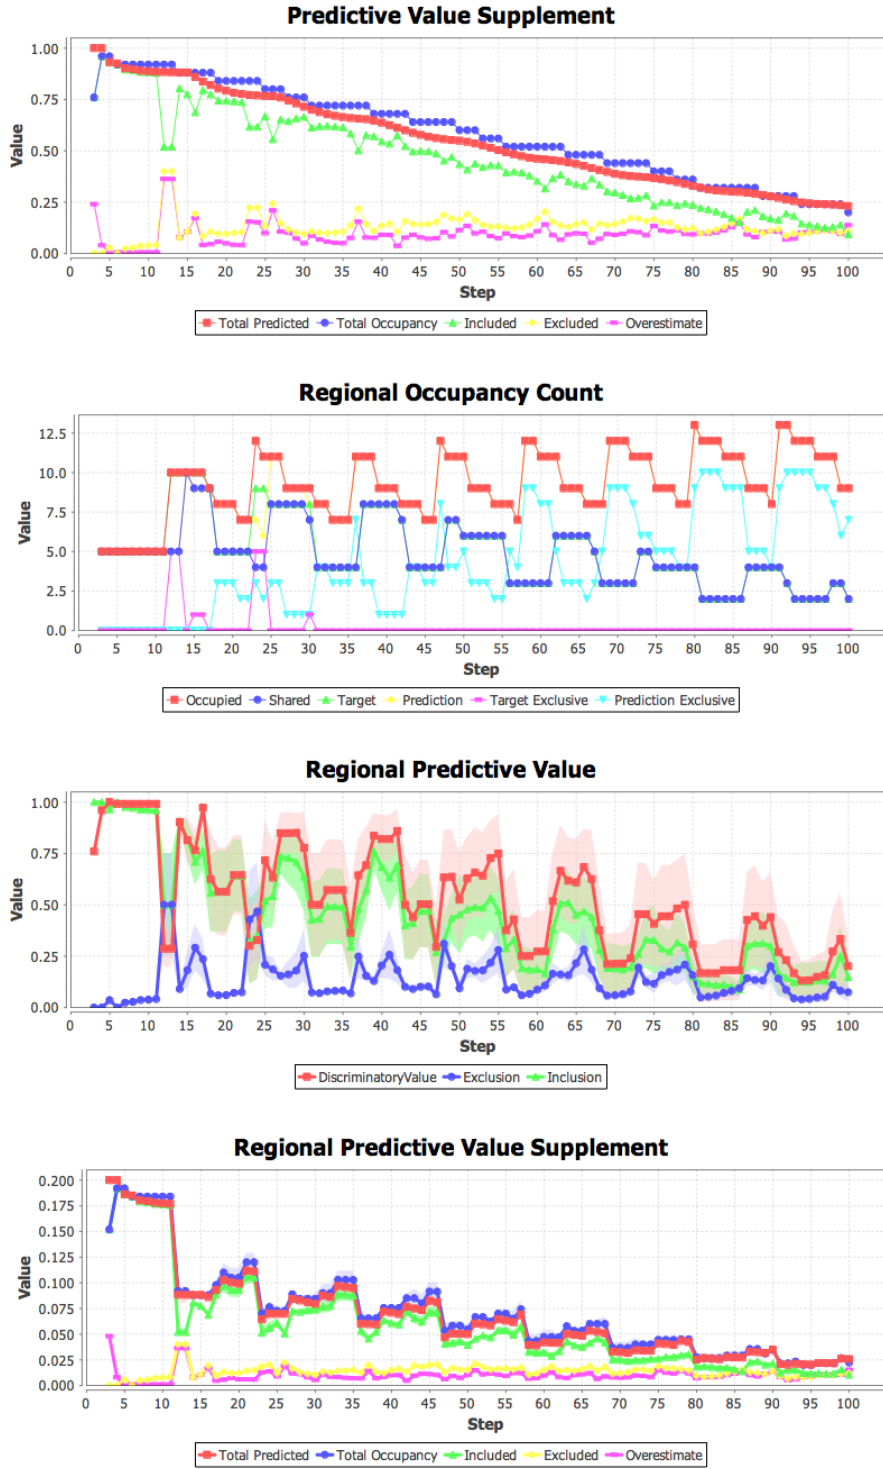 Predictive Value Supplement
1.00
0.75
0.50
0.25
0.00
Value
0 5 10 15 20 25 30 35 40 45 50 55 60 65 70 75 80 85 90 95 100
Step
Total Predicted Total Occupancy Included Excluded Overestimate
Regional Occupancy Count
12.5
10.0
7.5
5.0
2.5
0.0
Value
0 5 10 15 20 25 30 35 40 45 50 55 60 65 70 75 80 85 90 95 100
Step
Occupied Shared Target Prediction Target Exclusive Prediction Exclusive
Regional Predictive Value
1.00
0.75
0.50
0.25
0.00
Value
0 5 10 15 20 25 30 35 40 45 50 55 60 65 70 75 80 85 90 95 100
Step
DiscriminatoryValue Exclusion Inclusion
Regional Predictive Value Supplement
0.200
0.175
0.150
0.125
0.100
0.075
0.050
0.025
0.000
Value
0 5 10 15 20 25 30 35 40 45 50 55 60 65 70 75 80 85 90 95 100
Step
Total Predicted Total Occupancy Included Excluded Overestimate